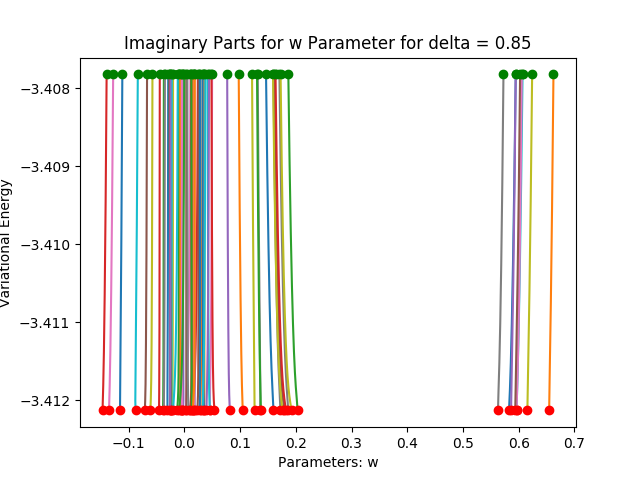 Imaginary Parts for w Parameter for delta = 0.85
Variational Energy
−3.408
−3.409
−3.410
−3.411
−3.412
−0.1 0.0 0.1 0.2 0.3 0.4 0.5 0.6 0.7
Parameters: w